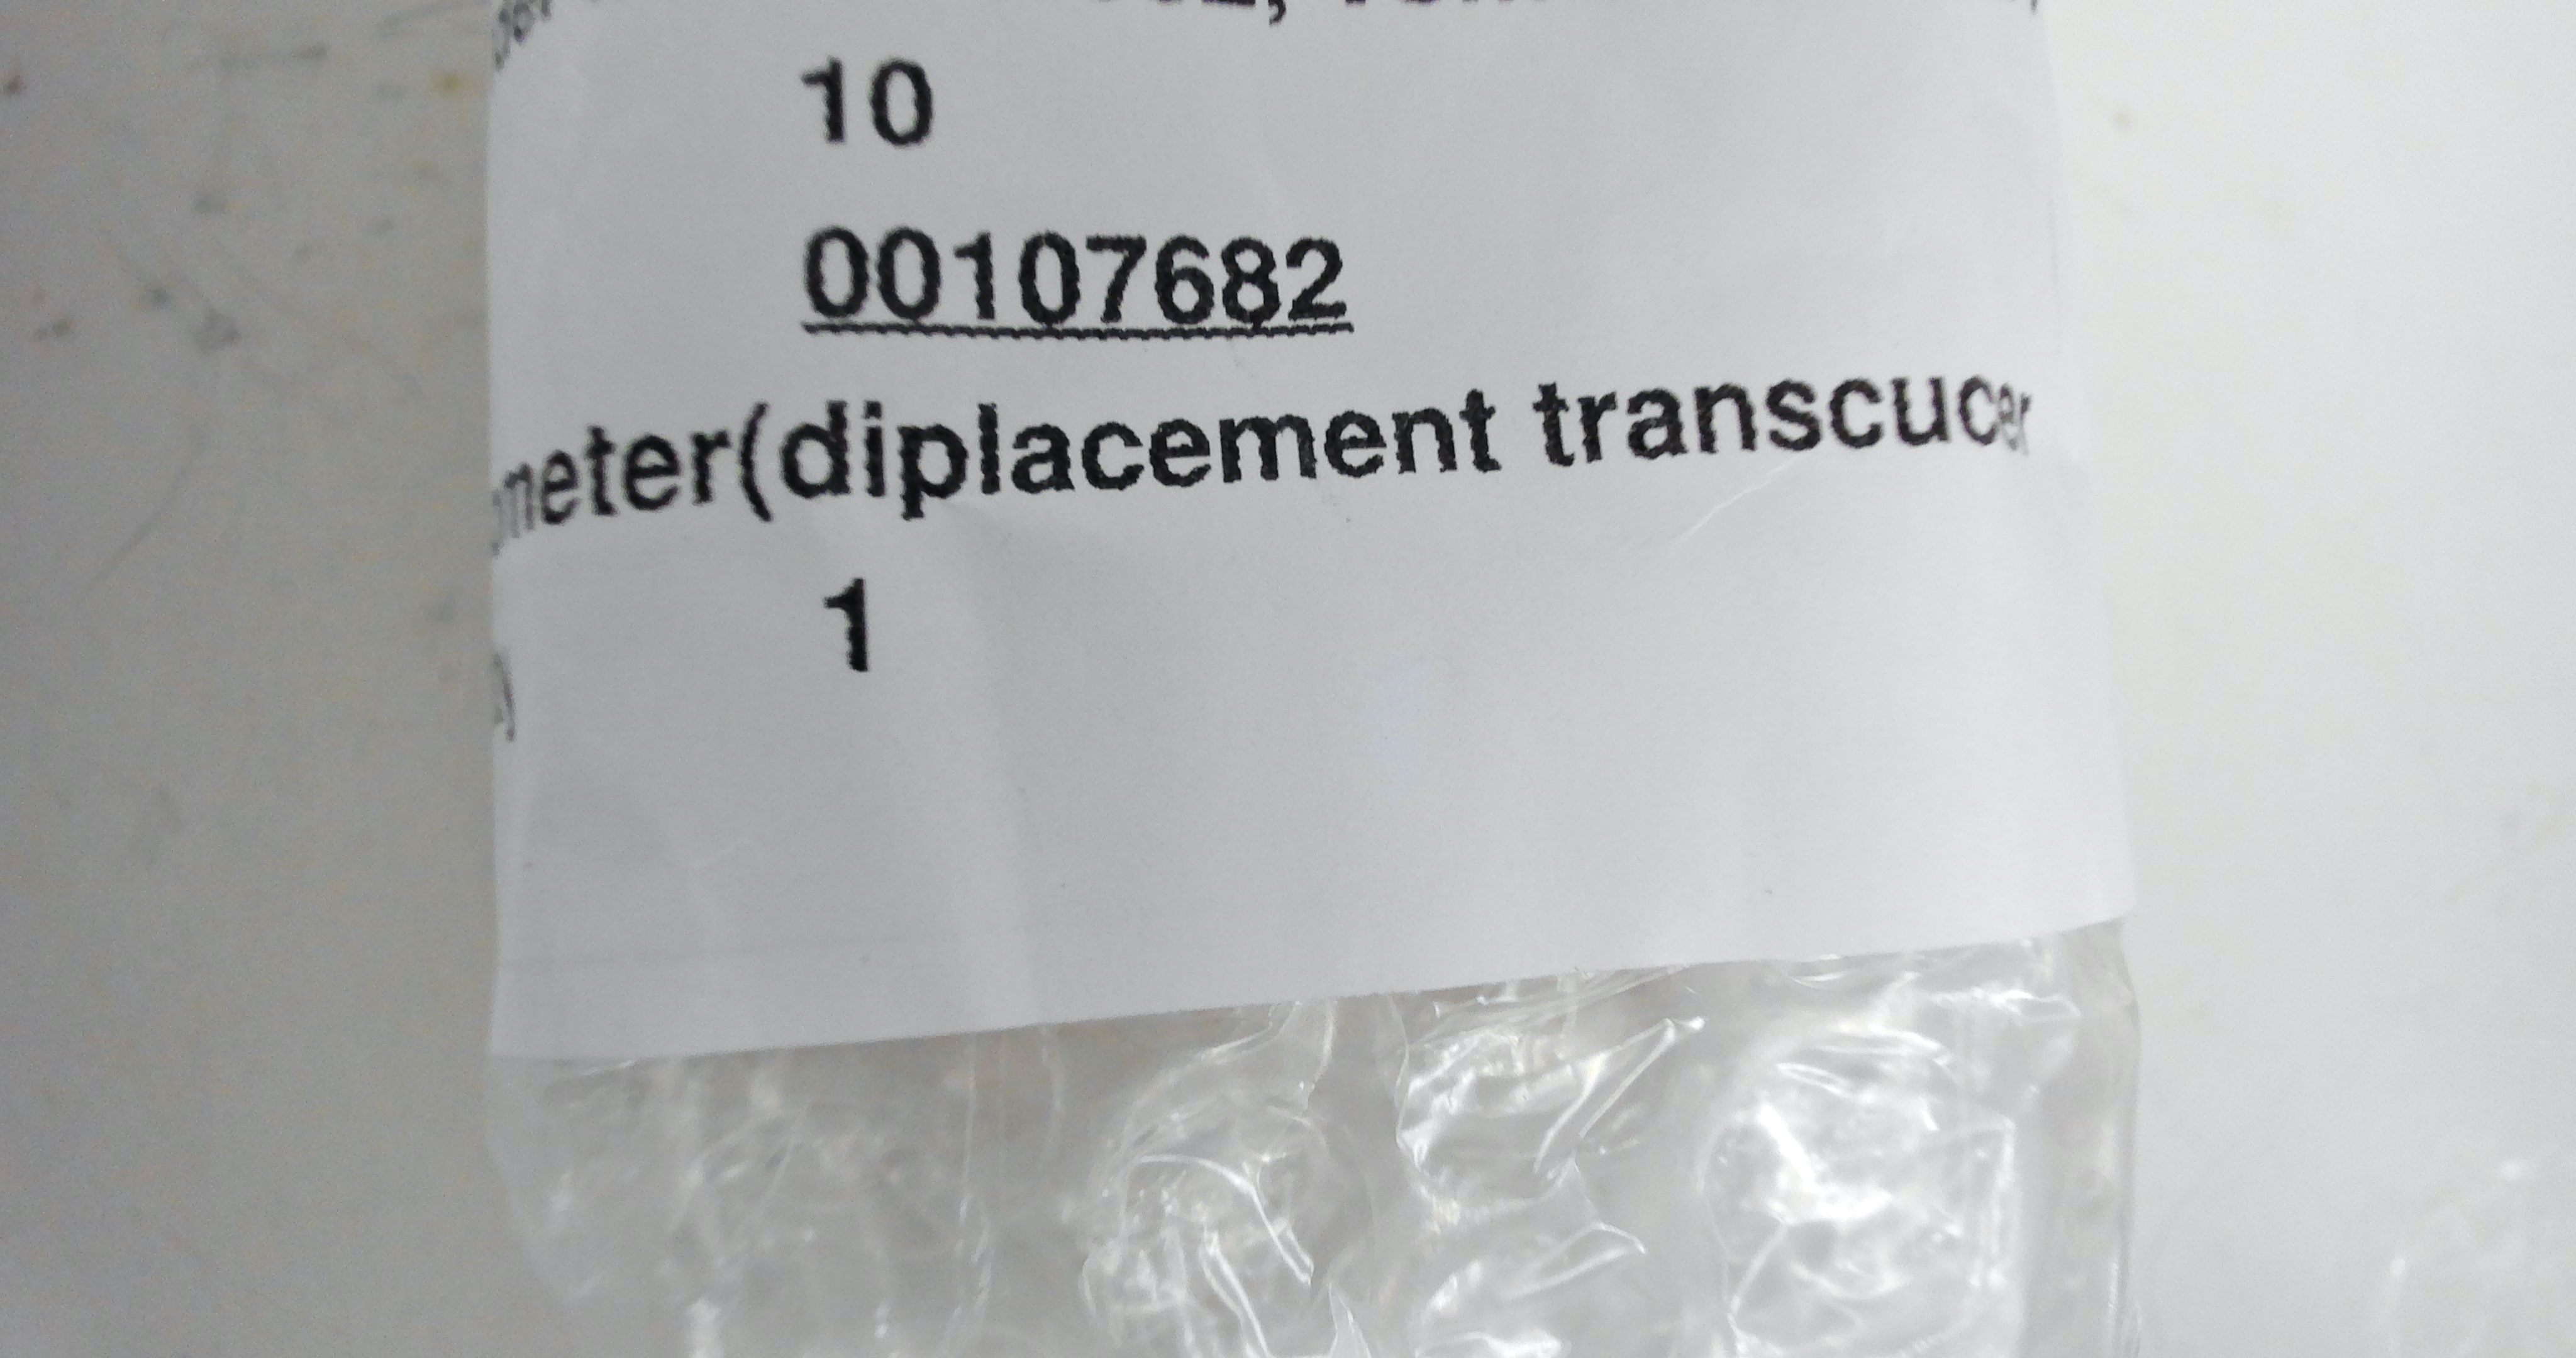 10
00107682
meter(diplacement transcucer
1
)